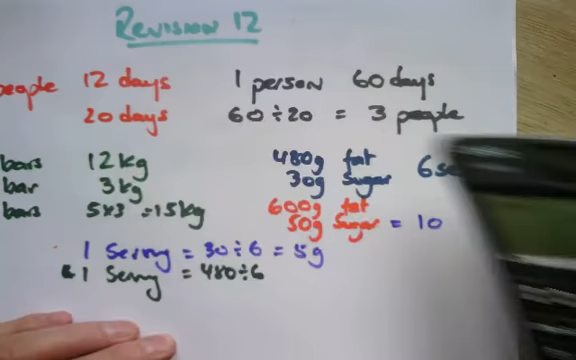 Revision 12
people 12 days 1 person 60 days
20 days 60÷20 = 3 people
bars 12kg 480g fat
bar 3kg 30g sugar
bars 5x3 = 15kg 600g fat
50g sugar = 10
1 Serving = 30÷6 = 5g
1 Serving = 480÷6